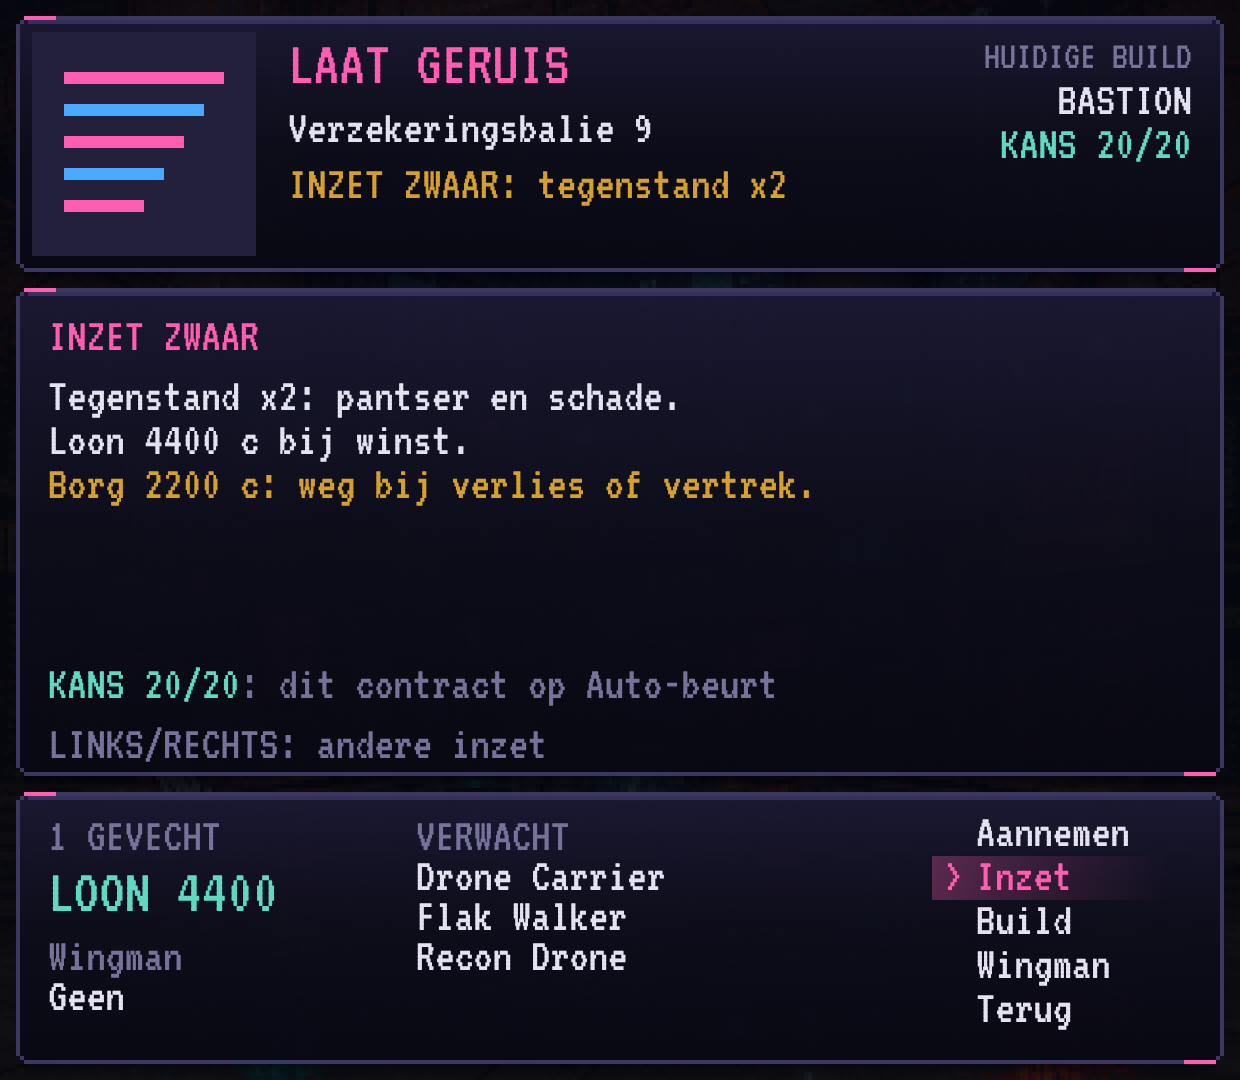 LAAT GERUIS
Verzekeringsbalie 9
INZET ZWAAR: tegenstand x2
HUIDIGE BUILD
BASTION
KANS 20/20
INZET ZWAAR
Tegenstand x2: pantser en schade.
Loon 4400 c bij winst.
Borg 2200 c: weg bij verlies of vertrek.
KANS 20/20: dit contract op Auto-beurt
LINKS/RECHTS: andere inzet
1 GEVECHT
LOON 4400
Wingman
Geen
VERWACHT
Drone Carrier
Flak Walker
Recon Drone
Aannemen
> Inzet
Build
Wingman
Terug